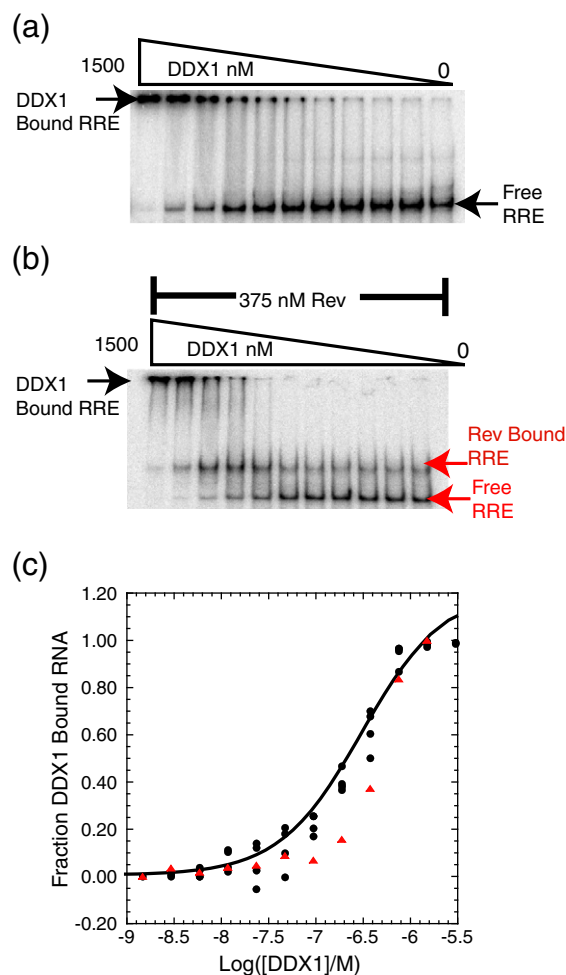 (a)
1500
DDX1 nM
0
DDX1
Bound RRE
Free
RRE
(b)
375 nM Rev
1500
DDX1 nM
0
DDX1
Bound RRE
Rev Bound
RRE
Free
RRE
(c)
Fraction DDX1 Bound RNA
1.20
1.00
0.80
0.60
0.40
0.20
0.00
-0.20
-9 -8.5 -8 -7.5 -7 -6.5 -6 -5.5
Log([DDX1]/M)